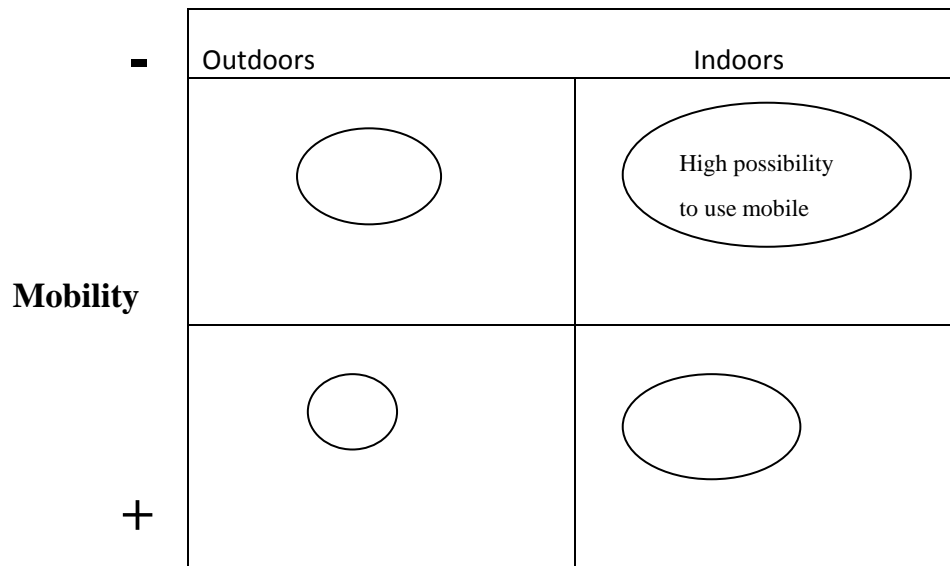 -
Outdoors Indoors
High possibility
to use mobile
Mobility
+